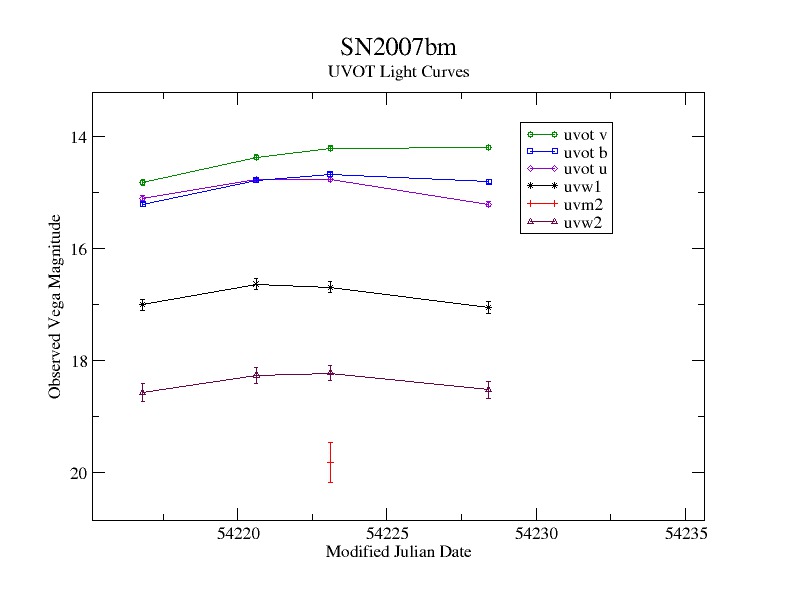 SN2007bm
UVOT Light Curves
14
16
18
20
Observed Vega Magnitude
uvot v
uvot b
uvot u
uvw1
uvm2
uvw2
54220
54225
54230
54235
Modified Julian Date